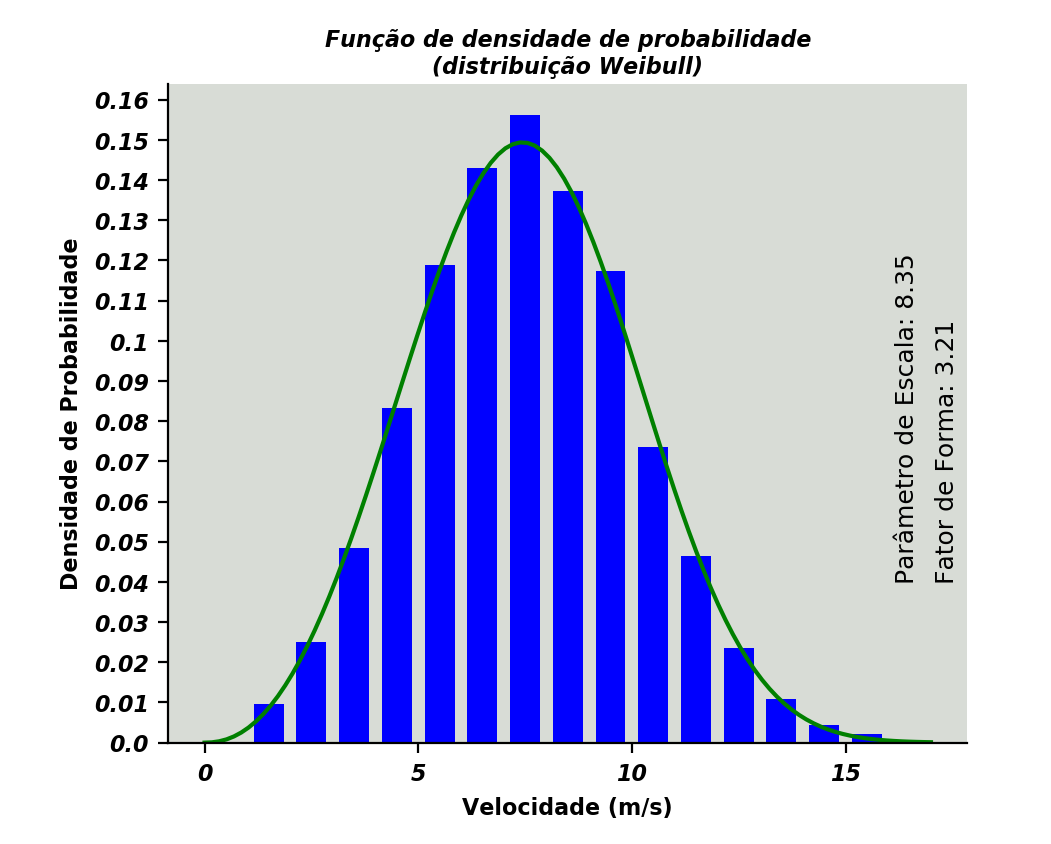 Função de densidade de probabilidade
(distribuição Weibull)
Densidade de Probabilidade
0.16
0.15
0.14
0.13
0.12
0.11
0.1
0.09
0.08
0.07
0.06
0.05
0.04
0.03
0.02
0.01
0.0
Parâmetro de Escala: 8.35
Fator de Forma: 3.21
0 5 10 15
Velocidade (m/s)